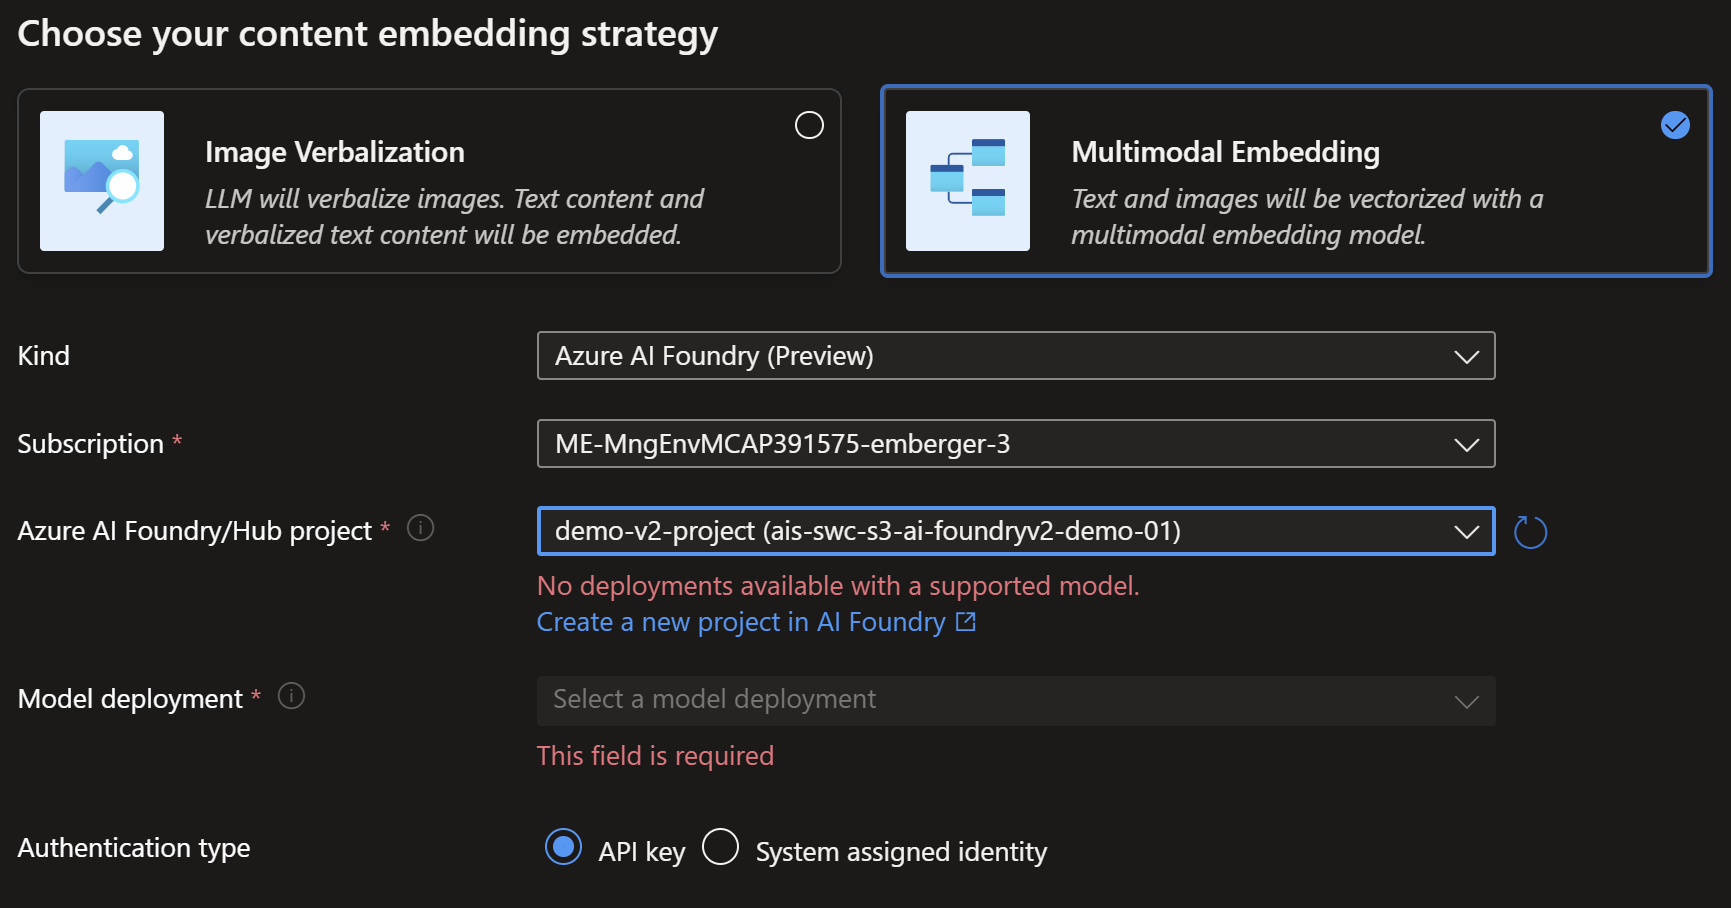 Choose your content embedding strategy
Image Verbalization
LLM will verbalize images. Text content and
verbalized text content will be embedded.
Multimodal Embedding
Text and images will be vectorized with a
multimodal embedding model.
Kind
Azure AI Foundry (Preview)
Subscription *
ME-MngEnvMCAP391575-emberger-3
Azure AI Foundry/Hub project *
demo-v2-project (ais-swc-s3-ai-foundryv2-demo-01)
No deployments available with a supported model.
Create a new project in AI Foundry
Model deployment *
Select a model deployment
This field is required
Authentication type
API key
System assigned identity